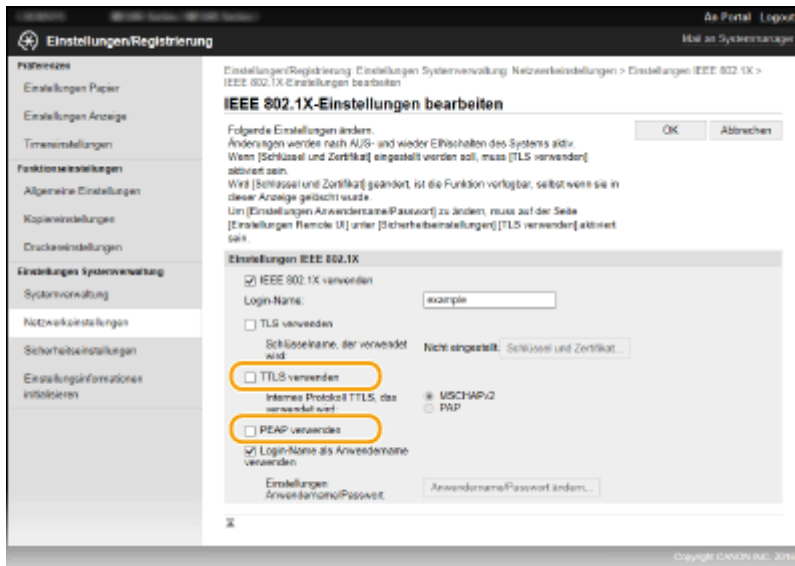 An Portal Logout
Einstellungen/Registrierung
Mail an Systemmanager
Präferenzen
Einstellungen Papier
Einstellungen Anzeige
Timereinstellungen
Funktionseinstellungen
Allgemeine Einstellungen
Kopiereinstellungen
Druckereinstellungen
Einstellungen Systemverwaltung
Systemverwaltung
Netzwerkeinstellungen
Sicherheitseinstellungen
Einstellungsinformationen
initialisieren
Einstellungen/Registrierung: Einstellungen Systemverwaltung: Netzwerkeinstellungen > Einstellungen IEEE 802.1X >
IEEE 802.1X-Einstellungen bearbeiten
IEEE 802.1X-Einstellungen bearbeiten
OK Abbrechen
Folgende Einstellungen ändern.
Änderungen werden nach AUS- und wieder EINschalten des Systems aktiv.
Wenn [Schlüssel und Zertifikat] eingestellt werden soll, muss [TLS verwenden]
aktiviert sein.
Wird [Schlüssel und Zertifikat] geändert, ist die Funktion verfügbar, selbst wenn sie in
dieser Anzeige gelöscht wurde.
Um [Einstellungen Anwendername/Passwort] zu ändern, muss auf der Seite
[Einstellungen Remote UI] unter [Sicherheitseinstellungen] [TLS verwenden] aktiviert
sein.
Einstellungen IEEE 802.1X
IEEE 802.1X verwenden
Login-Name: example
TLS verwenden
Schlüsselname, der verwendet
wird: Nicht eingestellt. Schlüssel und Zertifikat...
TTLS verwenden
Internes Protokoll TTLS, das
verwendet wird: MSCHAPv2
PAP
PEAP verwenden
Login-Name als Anwendername
verwenden
Einstellungen
Anwendername/Passwort: Anwendername/Passwort ändern...
Copyright CANON INC. 2016